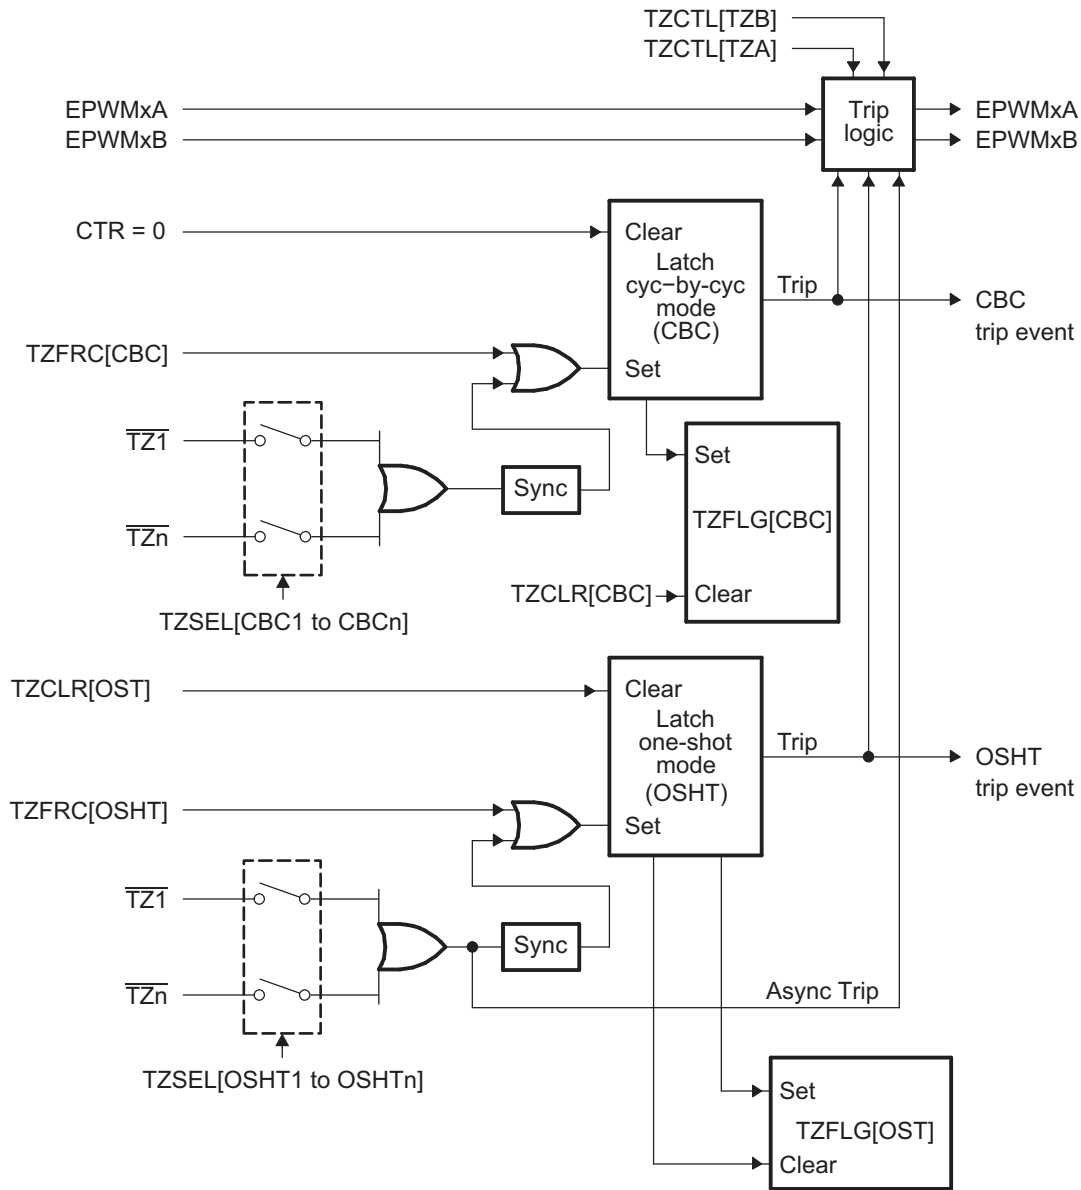 TZCTL[TZB]
TZCTL[TZA]
EPWMxA
EPWMxB
Trip
logic
EPWMxA
EPWMxB
CTR = 0
Clear
Latch
cyc−by-cyc
mode
(CBC)
Set
Trip
CBC
trip event
TZFRC[CBC]
TZ1
TZn
Sync
TZSEL[CBC1 to CBCn]
Set
TZFLG[CBC]
TZCLR[CBC]
Clear
TZCLR[OST]
Clear
Latch
one-shot
mode
(OSHT)
Set
Trip
OSHT
trip event
TZFRC[OSHT]
TZ1
TZn
Sync
Async Trip
TZSEL[OSHT1 to OSHTn]
Set
TZFLG[OST]
Clear